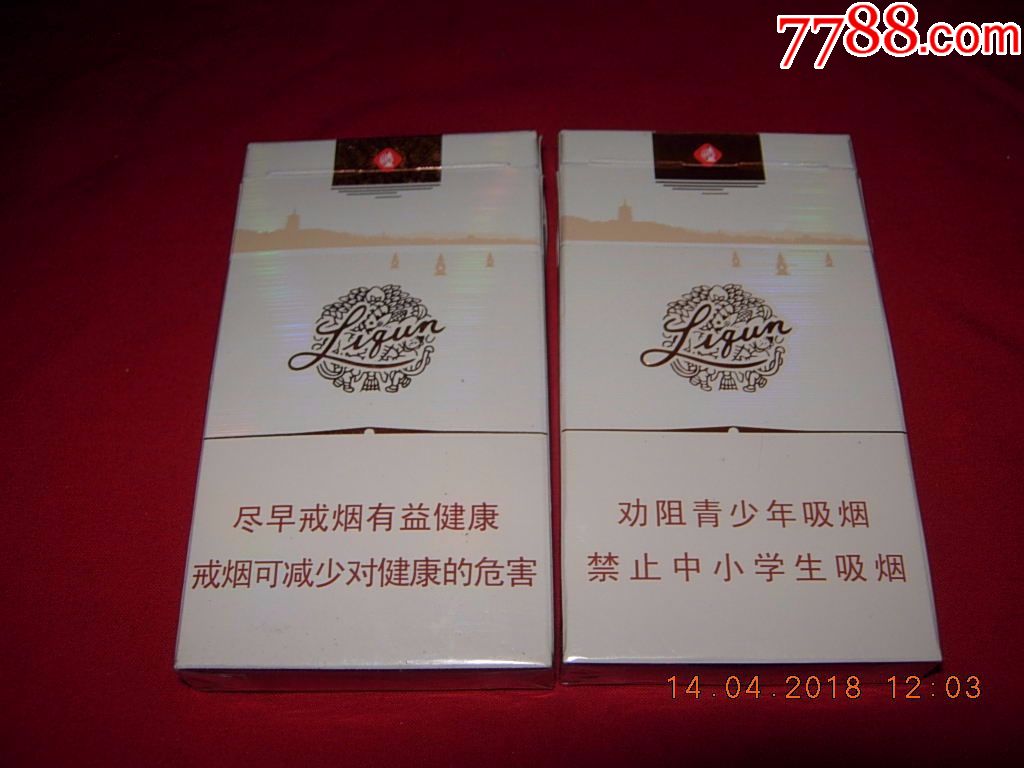 7788.com
Liqun
尽早戒烟有益健康
戒烟可减少对健康的危害
Liqun
劝阻青少年吸烟
禁止中小学生吸烟
14.04.2018 12:03